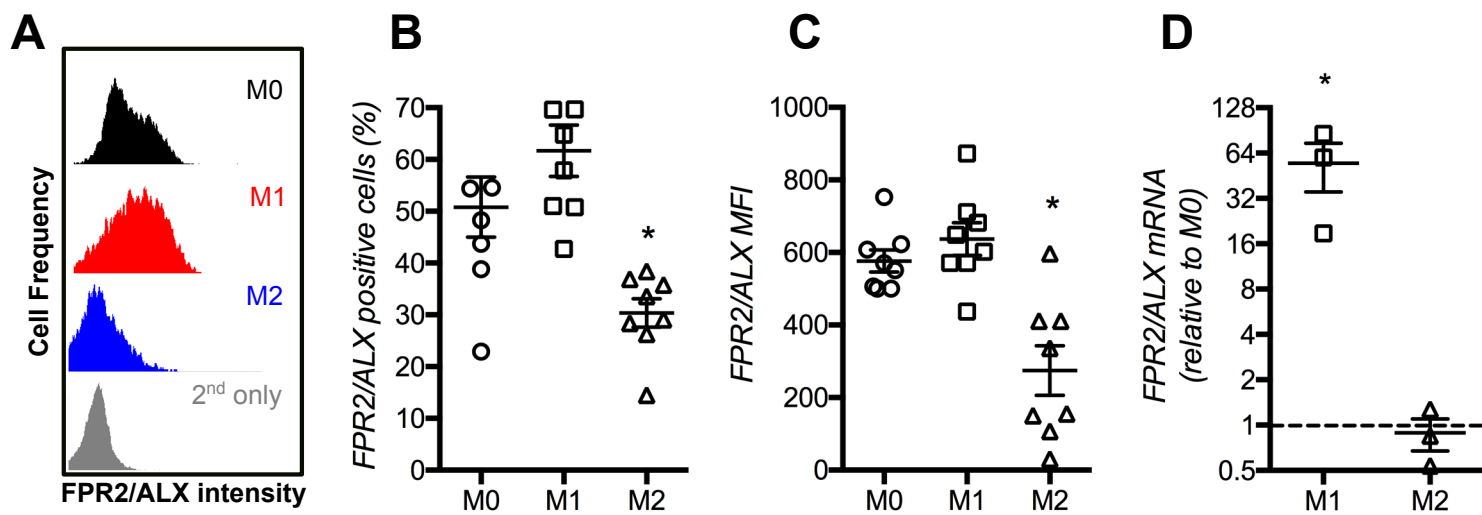 A
M0
M1
M2
2nd only
Cell Frequency
FPR2/ALX intensity
B
FPR2/ALX positive cells (%)
70
60
50
40
30
20
10
0
*
M0
M1
M2
C
FPR2/ALX MFI
1000
800
600
400
200
0
*
M0
M1
M2
D
FPR2/ALX mRNA
(relative to M0)
128
64
32
16
8
4
2
1
0.5
*
M1
M2